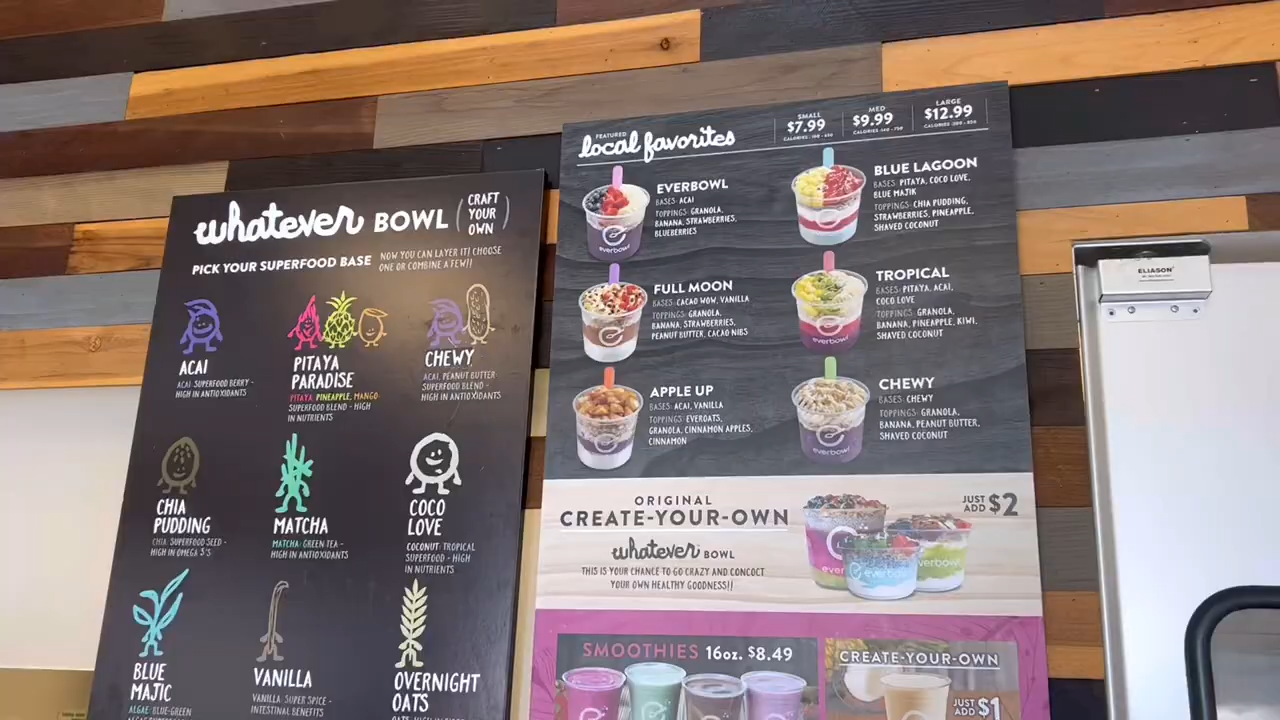 whatever BOWL (CRAFT YOUR OWN)
PICK YOUR SUPERFOOD BASE
NOW YOU CAN LAYER IT! CHOOSE
ONE OR COMBINE A FEW!!
ACAI
ACAI: SUPERFOOD BERRY -
HIGH IN ANTIOXIDANTS
PITAYA
PARADISE
PITAYA, PINEAPPLE, MANGO:
SUPERFOOD BLEND - HIGH
IN NUTRIENTS
CHEWY
ACAI, PEANUT BUTTER:
SUPERFOOD BLEND -
HIGH IN ANTIOXIDANTS
CHIA
PUDDING
CHIA: SUPERFOOD SEED -
HIGH IN OMEGA 3'S
MATCHA
MATCHA: GREEN TEA -
HIGH IN ANTIOXIDANTS
COCO
LOVE
COCONUT: TROPICAL
SUPERFOOD - HIGH
IN NUTRIENTS
BLUE
MAJIC
ALGAE: BLUE-GREEN
VANILLA
VANILLA: SUPER SPICE -
INTESTINAL BENEFITS
OVERNIGHT
OATS
FEATURED
local favorites
SMALL
$7.99
MED
$9.99
LARGE
$12.99
EVERBOWL
BASES: ACAI
TOPPINGS: GRANOLA,
BANANA, STRAWBERRIES,
BLUEBERRIES
everbowl
BLUE LAGOON
BASES: PITAYA, COCO LOVE,
BLUE MAJIK
TOPPINGS: CHIA PUDDING,
STRAWBERRIES, PINEAPPLE,
SHAVED COCONUT
FULL MOON
BASES: CACAO WOW, VANILLA
TOPPINGS: GRANOLA,
BANANA, STRAWBERRIES,
PEANUT BUTTER, CACAO NIBS
TROPICAL
BASES: PITAYA, ACAI,
COCO LOVE
TOPPINGS: GRANOLA,
BANANA, PINEAPPLE, KIWI,
SHAVED COCONUT
everbowl
APPLE UP
BASES: ACAI, VANILLA
TOPPINGS: EVEROATS,
GRANOLA, CINNAMON APPLES,
CINNAMON
CHEWY
BASES: CHEWY
TOPPINGS: GRANOLA,
BANANA, PEANUT BUTTER,
SHAVED COCONUT
everbowl
ORIGINAL
CREATE-YOUR-OWN
whatever BOWL
THIS IS YOUR CHANCE TO GO CRAZY AND CONCOCT
YOUR OWN HEALTHY GOODNESS!!
JUST ADD $2
ever
everbowl
everbowl
SMOOTHIES 16oz. $8.49
CREATE-YOUR-OWN
JUST ADD $1
ELIASON